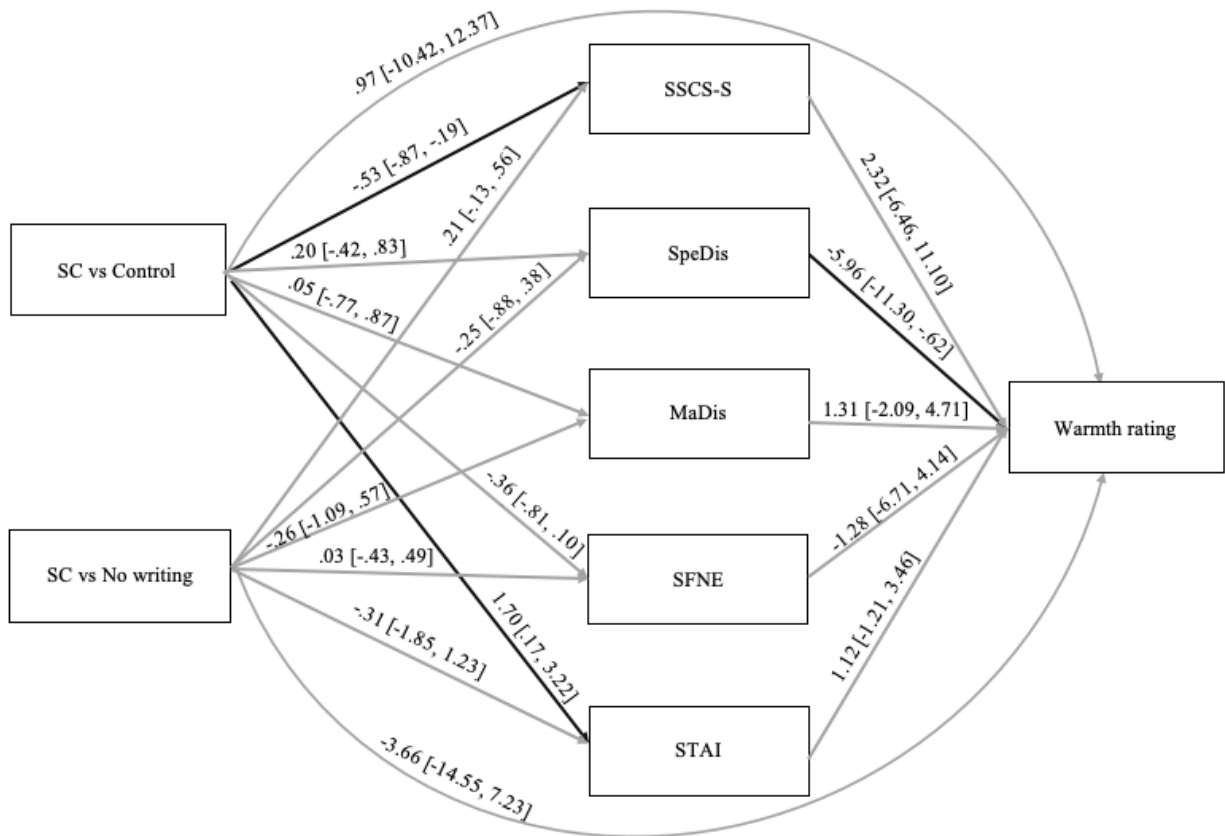 .97 [-10.42, 12.37]
SSCS-S
-.53 [-.87, -.19]
.21 [-.13, .56]
2.32 [-6.46, 11.10]
SC vs Control
.20 [-.42, .83]
SpeDis
-5.96 [-11.30, -.62]
.05 [-.77, .87]
-.25 [-.88, .38]
MaDis
1.31 [-2.09, 4.71]
Warmth rating
-.36 [-.81, .10]
-1.28 [-6.71, 4.14]
-.26 [-1.09, .57]
SC vs No writing
.03 [-.43, .49]
SFNE
1.70 [.17, 3.22]
1.12 [-1.21, 3.46]
-.31 [-1.85, 1.23]
STAI
-3.66 [-14.55, 7.23]